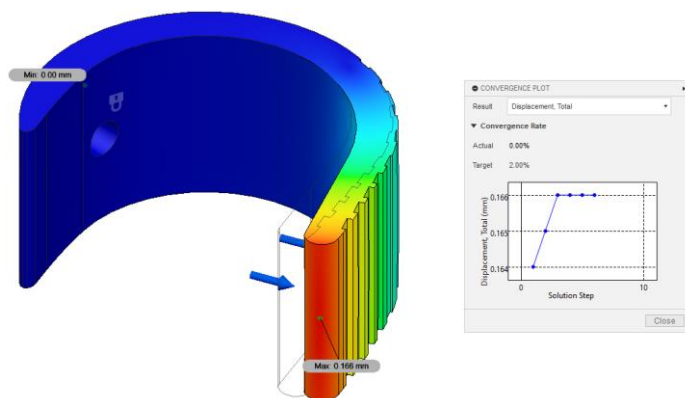 Min: 0.00 mm
Max: 0.166 mm
CONVERGENCE PLOT
Result Displacement, Total
Convergence Rate
Actual 0.00%
Target 2.00%
Displacement, Total (mm)
0.166
0.165
0.164
0 10
Solution Step
Close